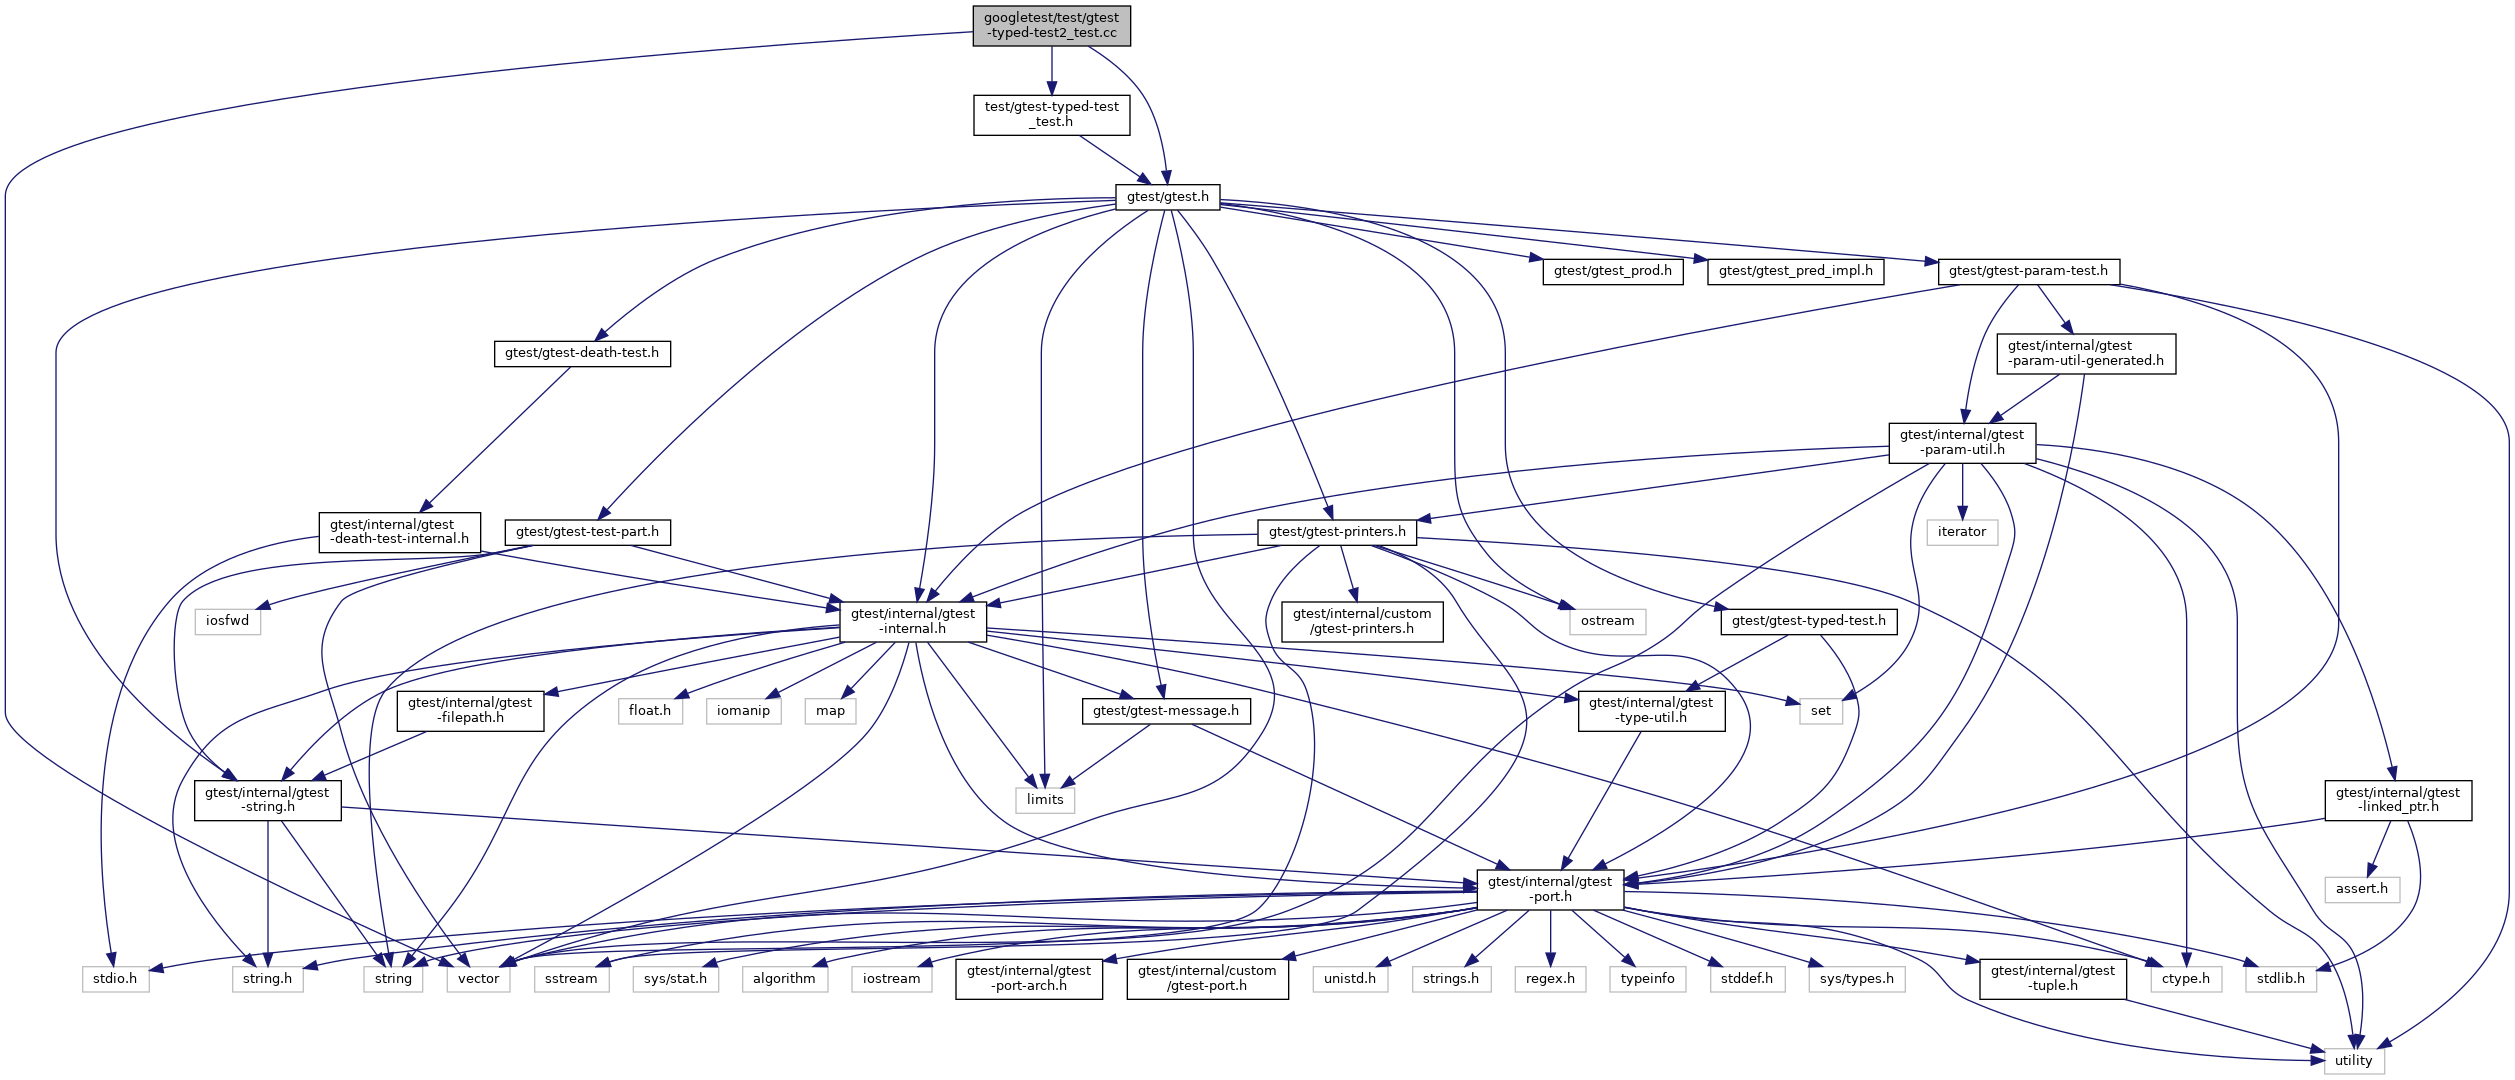 googletest/test/gtest
-typed-test2_test.cc
test/gtest-typed-test
_test.h
gtest/gtest.h
gtest/gtest_prod.h
gtest/gtest_pred_impl.h
gtest/gtest-param-test.h
gtest/gtest-death-test.h
gtest/internal/gtest
-param-util-generated.h
gtest/internal/gtest
-param-util.h
gtest/internal/gtest
-death-test-internal.h
gtest/gtest-test-part.h
gtest/gtest-printers.h
iterator
iosfwd
gtest/internal/gtest
-internal.h
gtest/internal/custom
/gtest-printers.h
ostream
gtest/gtest-typed-test.h
gtest/internal/gtest
-filepath.h
float.h
iomanip
map
gtest/gtest-message.h
gtest/internal/gtest
-type-util.h
set
gtest/internal/gtest
-string.h
limits
gtest/internal/gtest
-linked_ptr.h
gtest/internal/gtest
-port.h
assert.h
stdio.h
string.h
string
vector
sstream
sys/stat.h
algorithm
iostream
gtest/internal/gtest
-port-arch.h
gtest/internal/custom
/gtest-port.h
unistd.h
strings.h
regex.h
typeinfo
stddef.h
sys/types.h
gtest/internal/gtest
-tuple.h
ctype.h
stdlib.h
utility